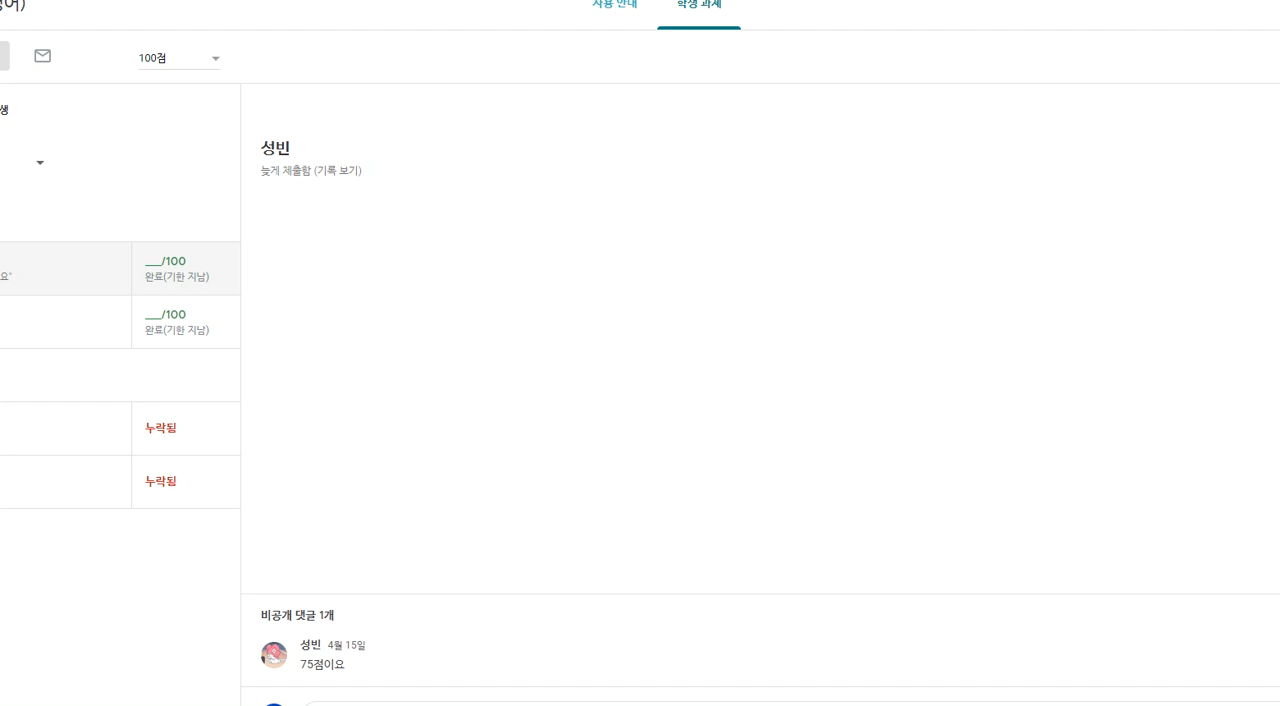 사용 안내
학생 과제
100점
생
성빈
늦게 제출함 (기록 보기)
___/100
요"
완료(기한 지남)
___/100
완료(기한 지남)
누락됨
누락됨
비공개 댓글 1개
성빈 4월 15일
75점이요